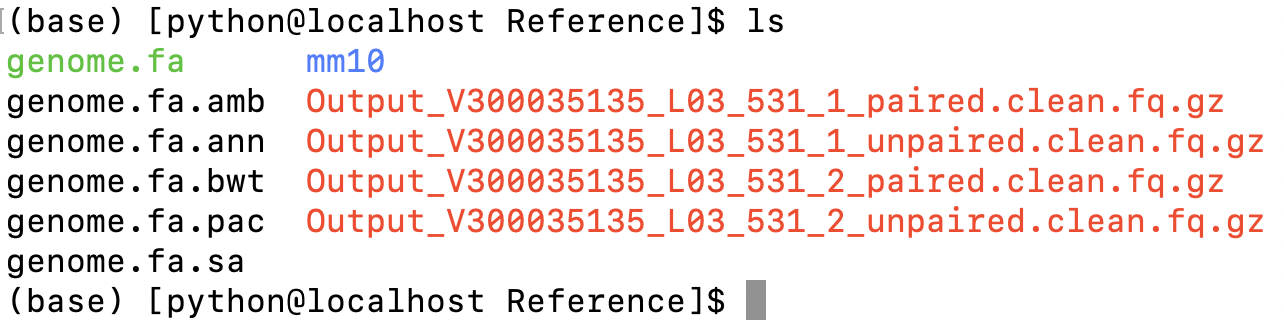 (base) [python@localhost Reference]$ ls
genome.fa      mm10
genome.fa.amb  Output_V300035135_L03_531_1_paired.clean.fq.gz
genome.fa.ann  Output_V300035135_L03_531_1_unpaired.clean.fq.gz
genome.fa.bwt  Output_V300035135_L03_531_2_paired.clean.fq.gz
genome.fa.pac  Output_V300035135_L03_531_2_unpaired.clean.fq.gz
genome.fa.sa
(base) [python@localhost Reference]$